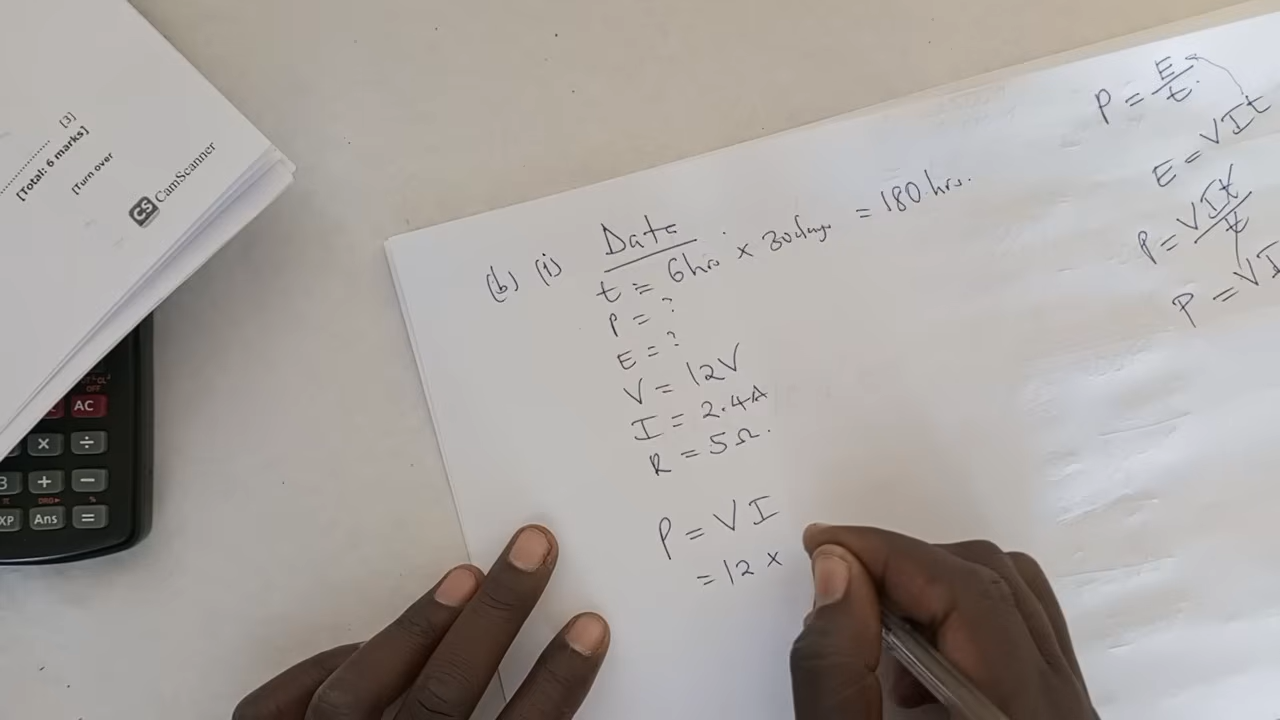 [3]
[Total: 6 marks]
[Turn over
CS CamScanner
AC
× ÷
3 + −
Ans =
(b) (i) Data
t = 6hrs × 30days = 180 hrs.
P = ?
E = ?
V = 12V
I = 2.4A
R = 5Ω.
P = VI
= 12 ×
P = E/t
E = VIt
P = VIt/t
P = VI